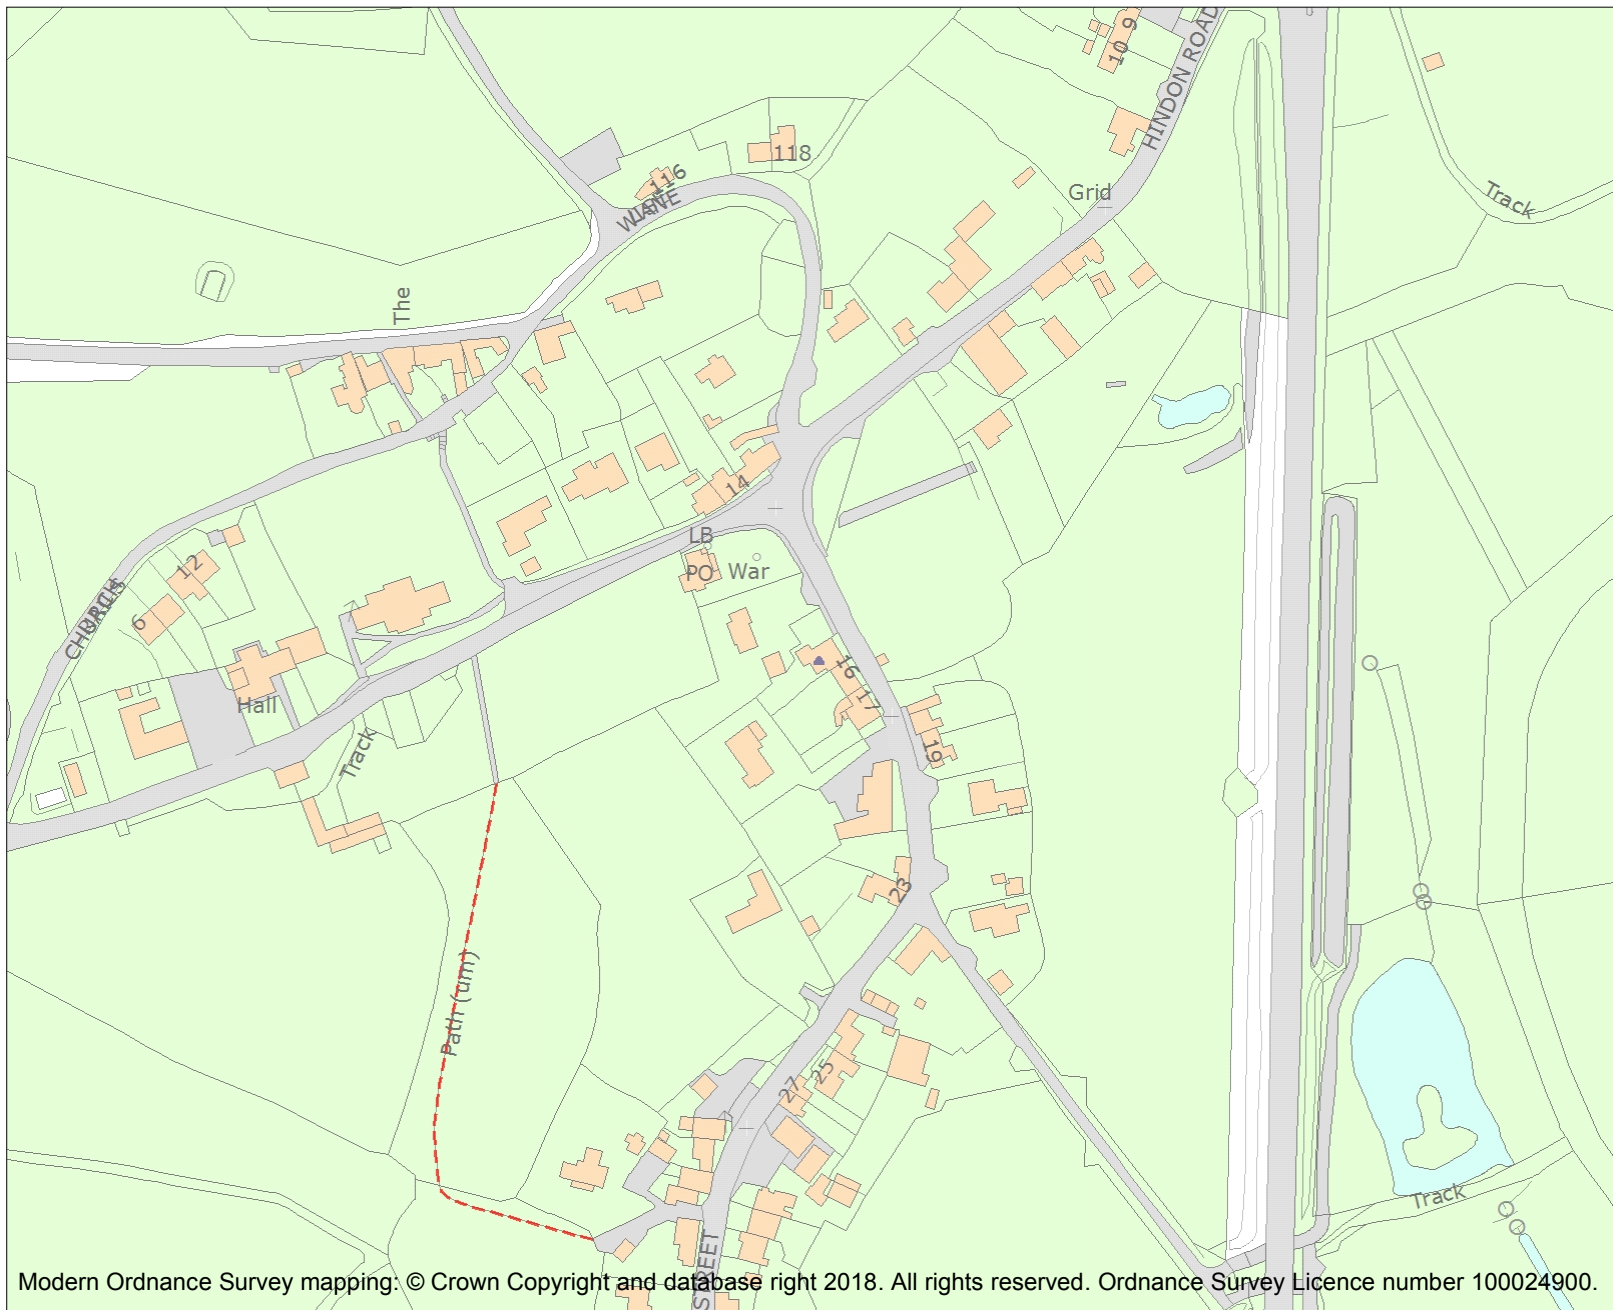 9
10
HINDON ROAD
118
116
Grid
Track
LANE
The
14
LB
PO
War
12
CHURCH
6
16
17
Hall
Track
19
23
Path (um)
25
27
Track
STREET
Modern Ordnance Survey mapping: © Crown Copyright and database right 2018. All rights reserved. Ordnance Survey Licence number 100024900.